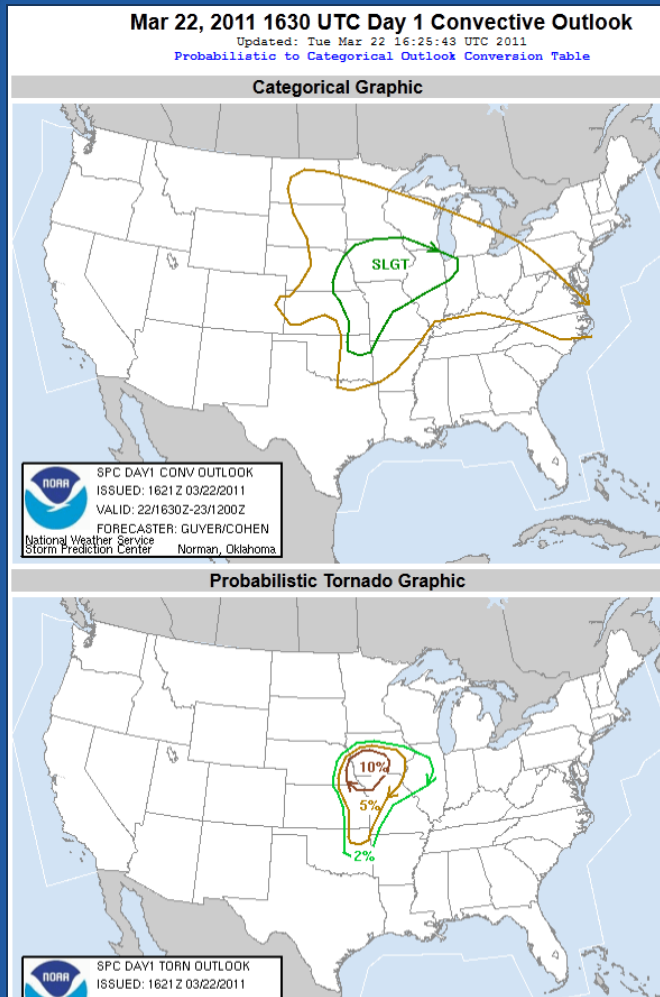 Mar 22, 2011 1630 UTC Day 1 Convective Outlook
Updated: Tue Mar 22 16:25:43 UTC 2011
Probabilistic to Categorical Outlook Conversion Table
Categorical Graphic
SLGT
NOAA
SPC DAY1 CONV OUTLOOK
ISSUED: 1621Z 03/22/2011
VALID: 22/1630Z-23/1200Z
FORECASTER: GUYER/COHEN
National Weather Service
Storm Prediction Center Norman, Oklahoma
Probabilistic Tornado Graphic
10%
5%
2%
NOAA
SPC DAY1 TORN OUTLOOK
ISSUED: 1621Z 03/22/2011